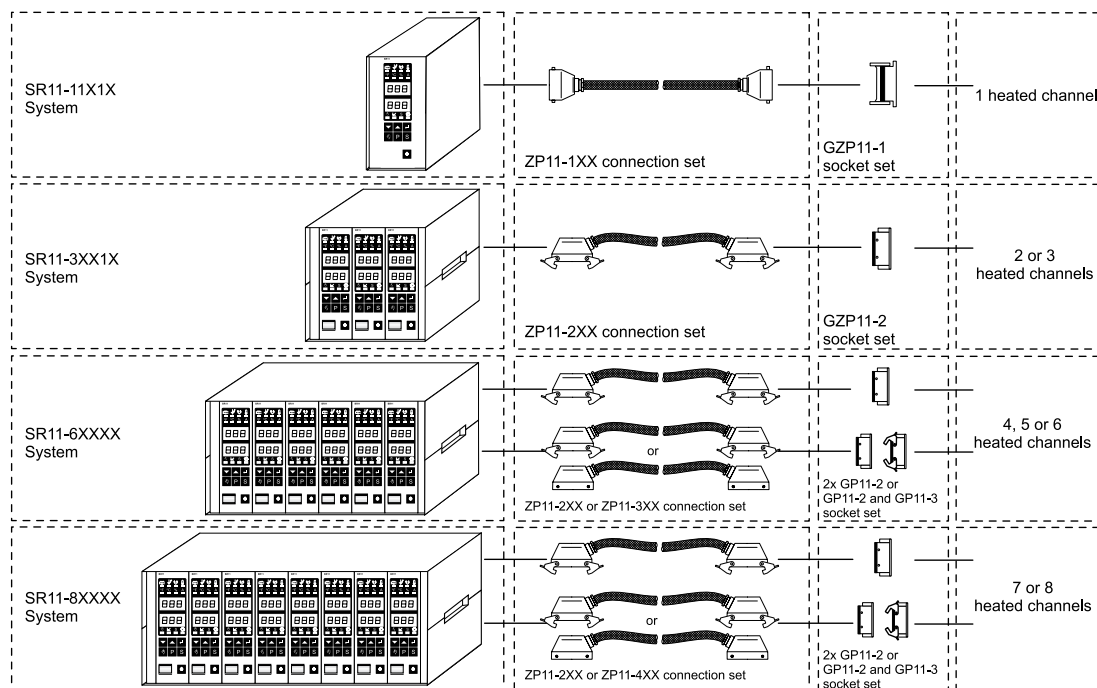 SR11-11X1X
System
ZP11-1XX connection set
GZP11-1
socket set
1 heated channel
SR11-3XX1X
System
ZP11-2XX connection set
GZP11-2
socket set
2 or 3
heated channels
SR11-6XXXX
System
or
ZP11-2XX or ZP11-3XX connection set
2x GP11-2 or
GP11-2 and GP11-3
socket set
4, 5 or 6
heated channels
SR11-8XXXX
System
or
ZP11-2XX or ZP11-4XX connection set
2x GP11-2 or
GP11-2 and GP11-3
socket set
7 or 8
heated channels